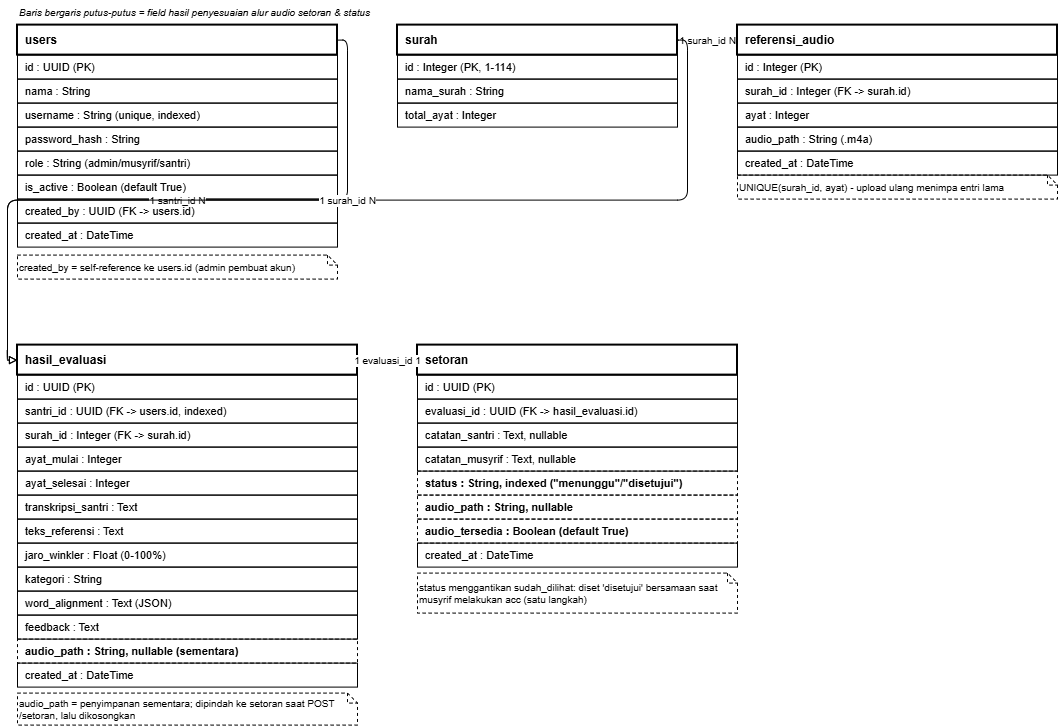 Baris bergaris putus-putus = field hasil penyesuaian alur audio setoran & status
users
id : UUID (PK)
nama : String
username : String (unique, indexed)
password_hash : String
role : String (admin/musyrif/santri)
is_active : Boolean (default True)
1 santri_id N
1 surah_id N
created_by : UUID (FK -> users.id)
created_at : DateTime
created_by = self-reference ke users.id (admin pembuat akun)
surah
id : Integer (PK, 1-114)
nama_surah : String
total_ayat : Integer
1 surah_id N
referensi_audio
id : Integer (PK)
surah_id : Integer (FK -> surah.id)
ayat : Integer
audio_path : String (.m4a)
created_at : DateTime
UNIQUE(surah_id, ayat) - upload ulang menimpa entri lama
hasil_evaluasi
id : UUID (PK)
santri_id : UUID (FK -> users.id, indexed)
surah_id : Integer (FK -> surah.id)
ayat_mulai : Integer
ayat_selesai : Integer
transkripsi_santri : Text
teks_referensi : Text
jaro_winkler : Float (0-100%)
kategori : String
word_alignment : Text (JSON)
feedback : Text
audio_path : String, nullable (sementara)
created_at : DateTime
audio_path = penyimpanan sementara; dipindah ke setoran saat POST
/setoran, lalu dikosongkan
1 evaluasi_id 1
setoran
id : UUID (PK)
evaluasi_id : UUID (FK -> hasil_evaluasi.id)
catatan_santri : Text, nullable
catatan_musyrif : Text, nullable
status : String, indexed ("menunggu"/"disetujui")
audio_path : String, nullable
audio_tersedia : Boolean (default True)
created_at : DateTime
status menggantikan sudah_dilihat: diset 'disetujui' bersamaan saat
musyrif melakukan acc (satu langkah)